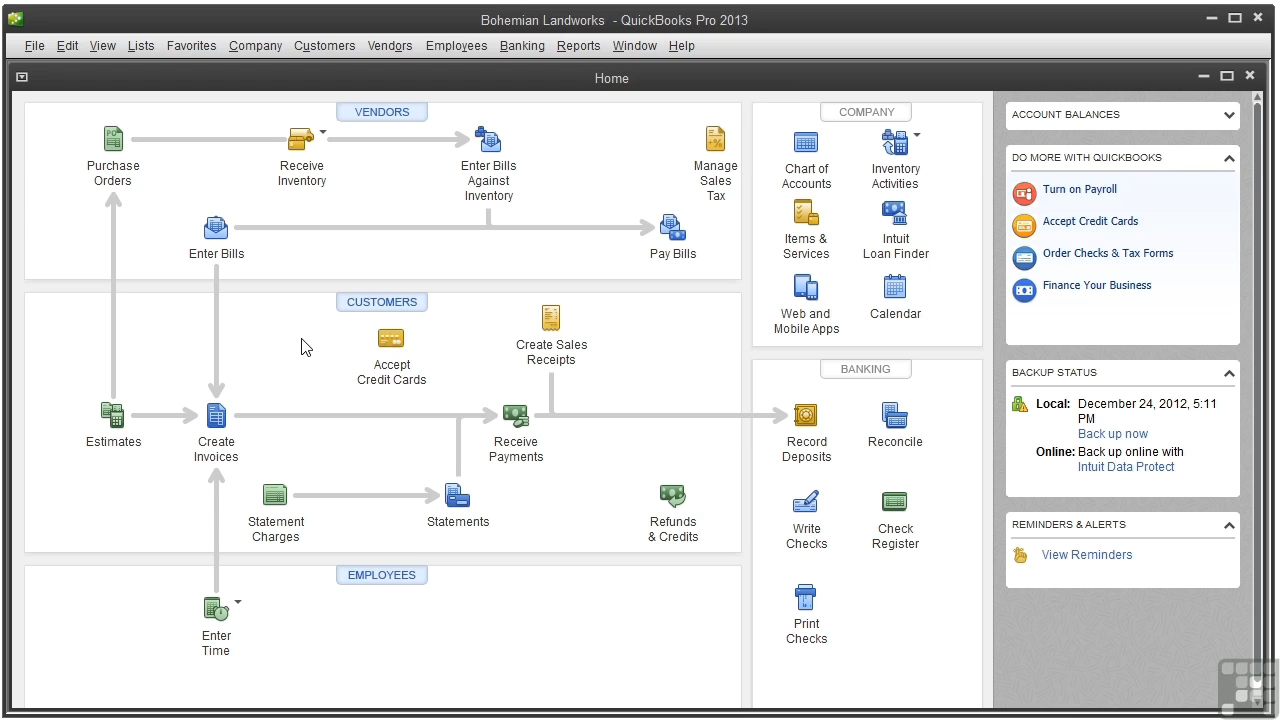 Bohemian Landworks - QuickBooks Pro 2013
File Edit View Lists Favorites Company Customers Vendors Employees Banking Reports Window Help
Home
VENDORS
Purchase
Orders
Receive
Inventory
Enter Bills
Against
Inventory
Manage
Sales
Tax
Enter Bills
Pay Bills
CUSTOMERS
Accept
Credit Cards
Create Sales
Receipts
Estimates
Create
Invoices
Receive
Payments
Statement
Charges
Statements
Refunds
& Credits
EMPLOYEES
Enter
Time
COMPANY
Chart of
Accounts
Inventory
Activities
Items &
Services
Intuit
Loan Finder
Web and
Mobile Apps
Calendar
BANKING
Record
Deposits
Reconcile
Write
Checks
Check
Register
Print
Checks
ACCOUNT BALANCES
DO MORE WITH QUICKBOOKS
Turn on Payroll
Accept Credit Cards
Order Checks & Tax Forms
Finance Your Business
BACKUP STATUS
Local: December 24, 2012, 5:11
PM
Back up now
Online: Back up online with
Intuit Data Protect
REMINDERS & ALERTS
View Reminders